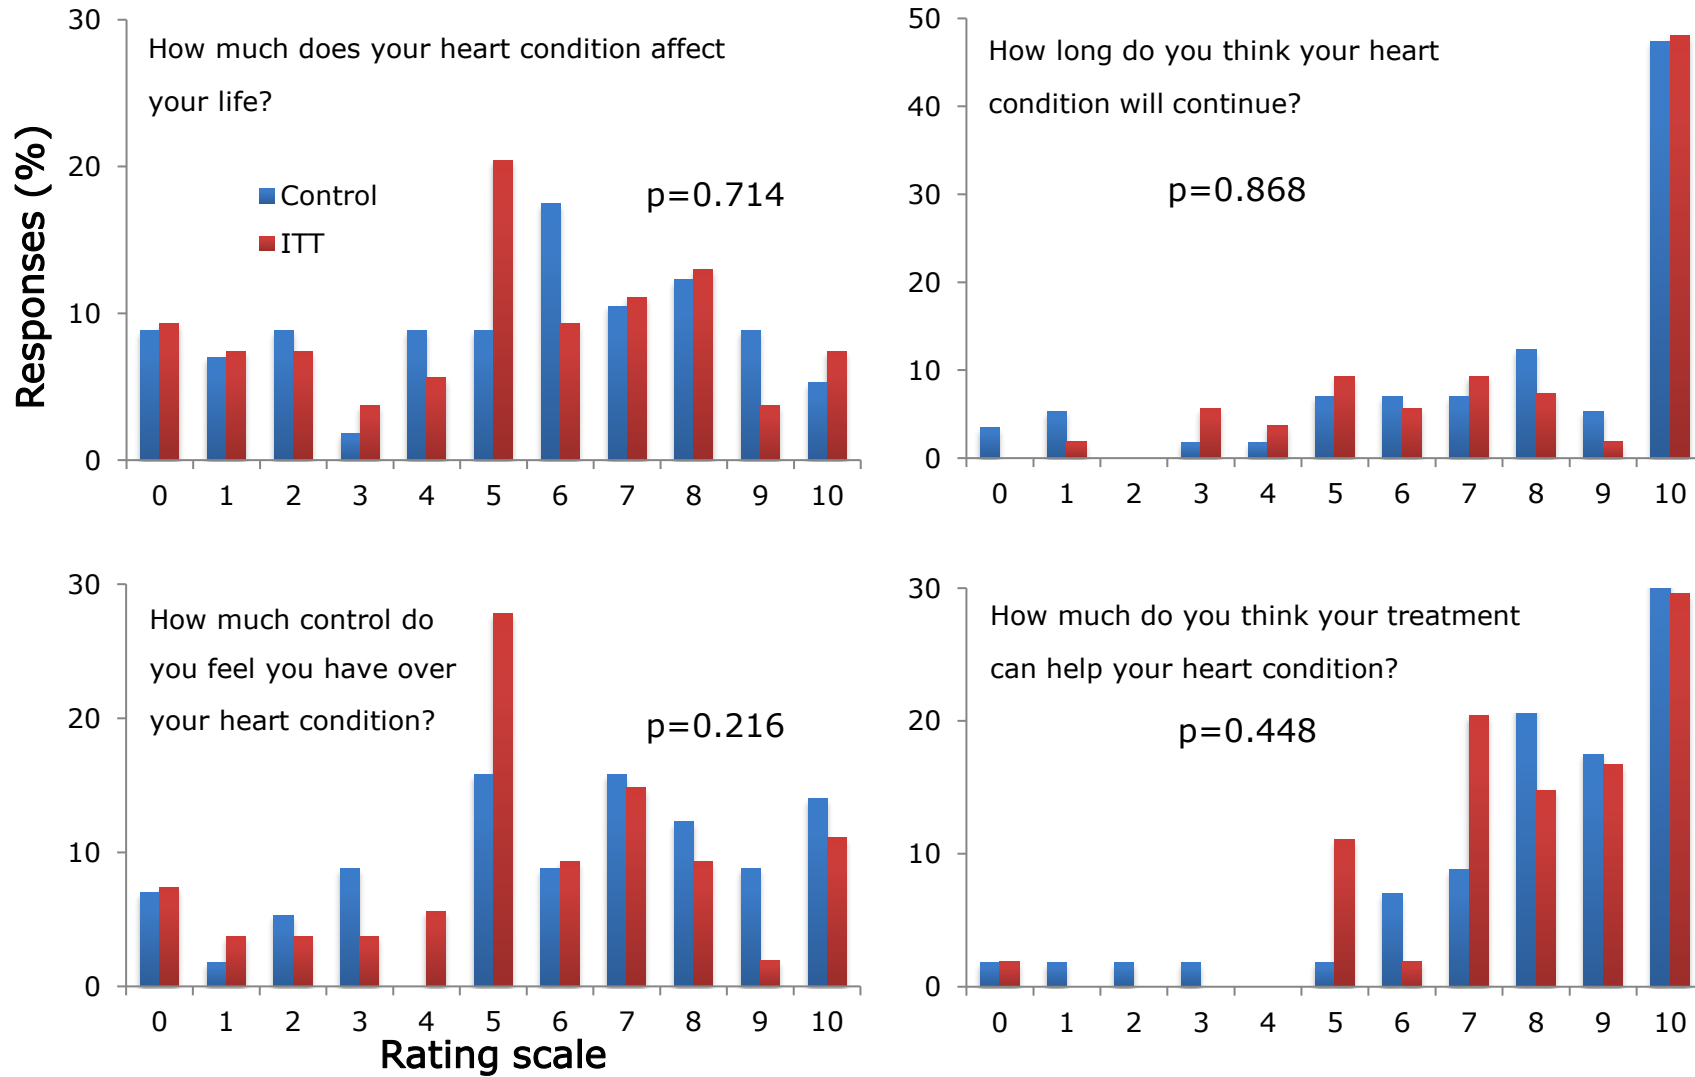 30
How much does your heart condition affect
your life?
20
Control
p=0.714
ITT
10
0
0 1 2 3 4 5 6 7 8 9 10
Responses (%)
50
How long do you think your heart
condition will continue?
40
30
p=0.868
20
10
0
0 1 2 3 4 5 6 7 8 9 10
30
How much control do
you feel you have over
your heart condition?
20
p=0.216
10
0
0 1 2 3 4 5 6 7 8 9 10
Rating scale
30
How much do you think your treatment
can help your heart condition?
20
p=0.448
10
0
0 1 2 3 4 5 6 7 8 9 10